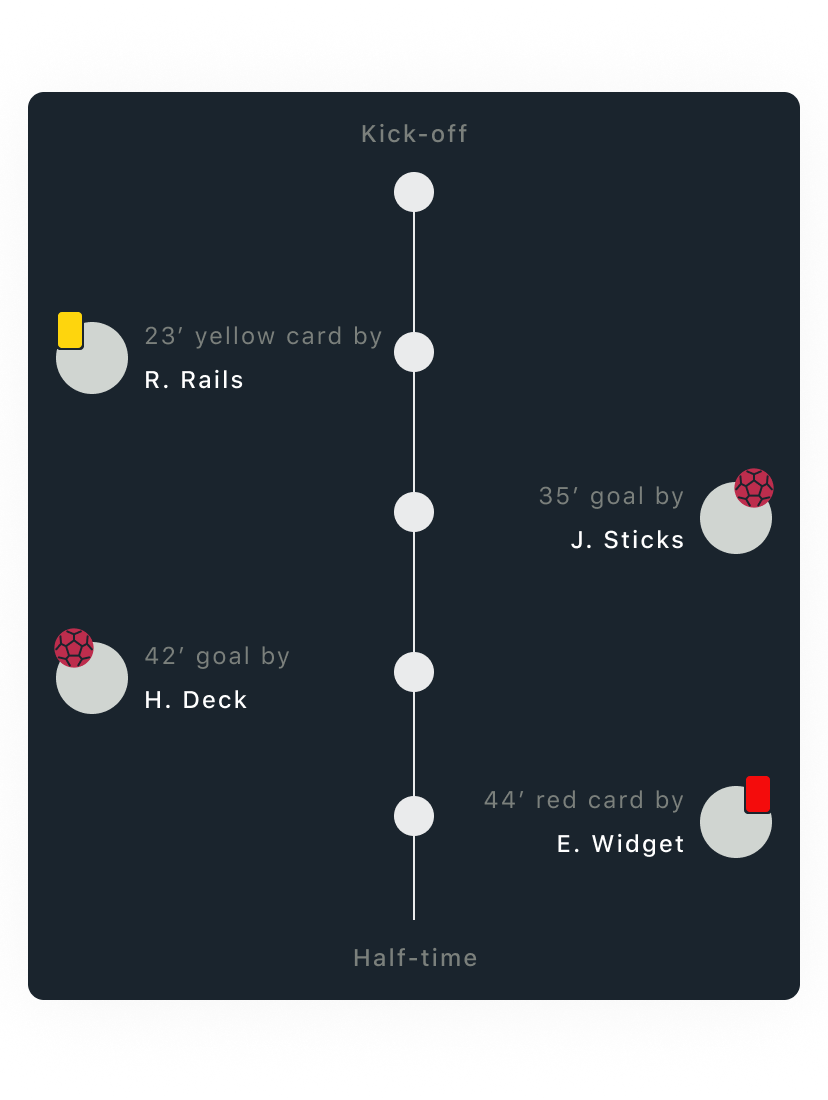 Kick-off
23′ yellow card by
R. Rails
35′ goal by
J. Sticks
42′ goal by
H. Deck
44′ red card by
E. Widget
Half-time